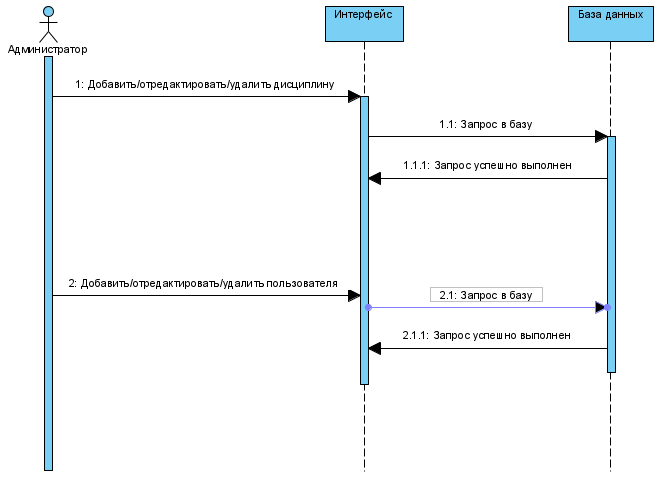 Интерфейс
База данных
Администратор
1: Добавить/отредактировать/удалить дисциплину
1.1: Запрос в базу
1.1.1: Запрос успешно выполнен
2: Добавить/отредактировать/удалить пользователя
2.1: Запрос в базу
2.1.1: Запрос успешно выполнен